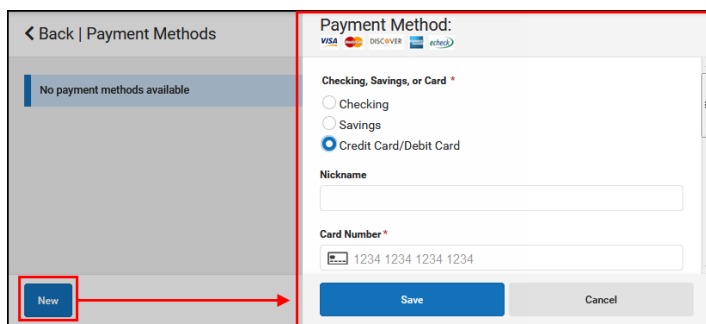 Back | Payment Methods
No payment methods available
New
Payment Method:
VISA DISCOVER echeck
Checking, Savings, or Card *
Checking
Savings
Credit Card/Debit Card
Nickname
Card Number *
1234 1234 1234 1234
Save Cancel